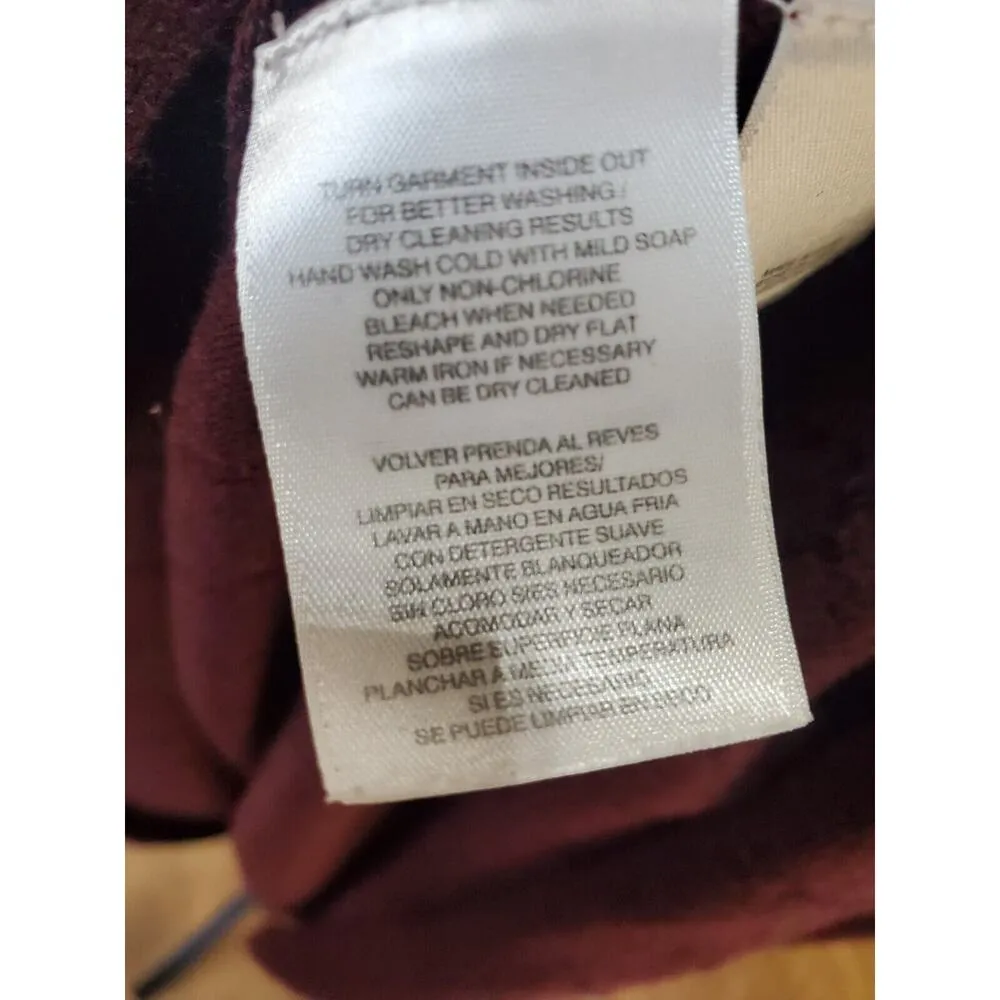 TURN GARMENT INSIDE OUT
FOR BETTER WASHING/
DRY CLEANING RESULTS
HAND WASH COLD WITH MILD SOAP
ONLY NON-CHLORINE
BLEACH WHEN NEEDED
RESHAPE AND DRY FLAT
WARM IRON IF NECESSARY
CAN BE DRY CLEANED
VOLVER PRENDA AL REVES
PARA MEJORES/
LIMPIAR EN SECO RESULTADOS
LAVAR A MANO EN AGUA FRIA
CON DETERGENTE SUAVE
SOLAMENTE BLANQUEADOR
SIN CLORO SIES NECESARIO
ACOMODAR Y SECAR
SOBRE SUPERFICIE PLANA
PLANCHAR A MEDIA TEMPERATURA
SI ES NECESARIO
SE PUEDE LIMPIAR EN SECO